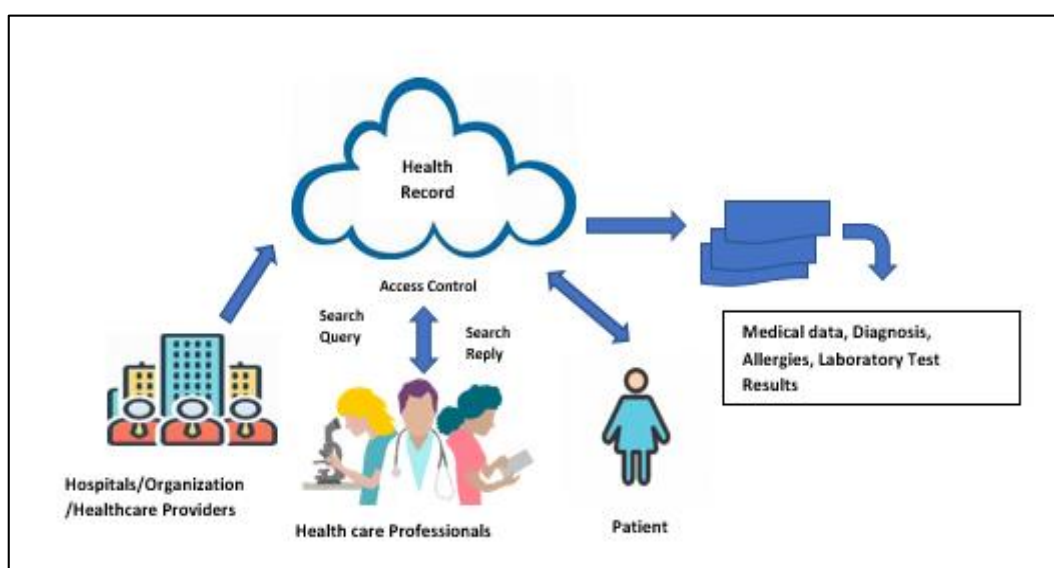 Health
Record
Access Control
Search
Query
Search
Reply
Medical data, Diagnosis,
Allergies, Laboratory Test
Results
Hospitals/Organization
/Healthcare Providers
Health care Professionals
Patient